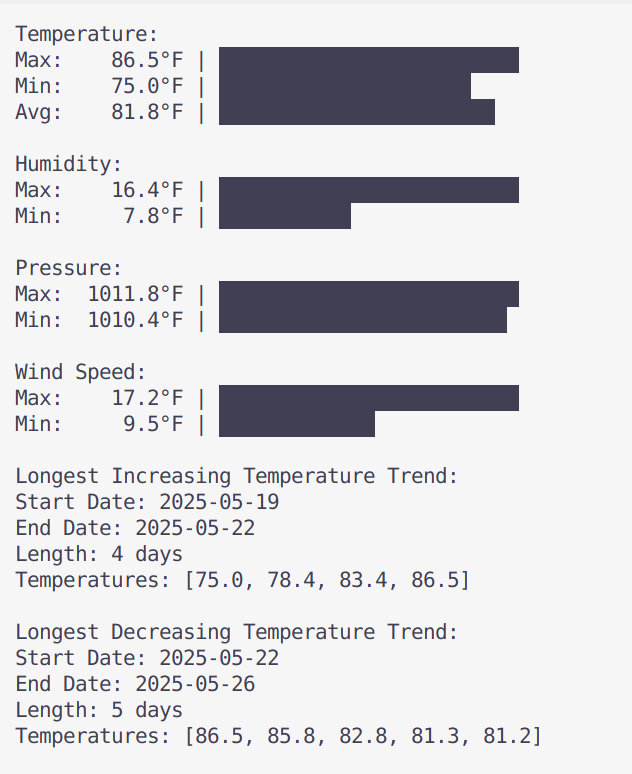 Temperature:
Max:    86.5°F |
Min:    75.0°F |
Avg:    81.8°F |
Humidity:
Max:    16.4°F |
Min:     7.8°F |
Pressure:
Max:  1011.8°F |
Min:  1010.4°F |
Wind Speed:
Max:    17.2°F |
Min:     9.5°F |
Longest Increasing Temperature Trend:
Start Date: 2025-05-19
End Date: 2025-05-22
Length: 4 days
Temperatures: [75.0, 78.4, 83.4, 86.5]
Longest Decreasing Temperature Trend:
Start Date: 2025-05-22
End Date: 2025-05-26
Length: 5 days
Temperatures: [86.5, 85.8, 82.8, 81.3, 81.2]